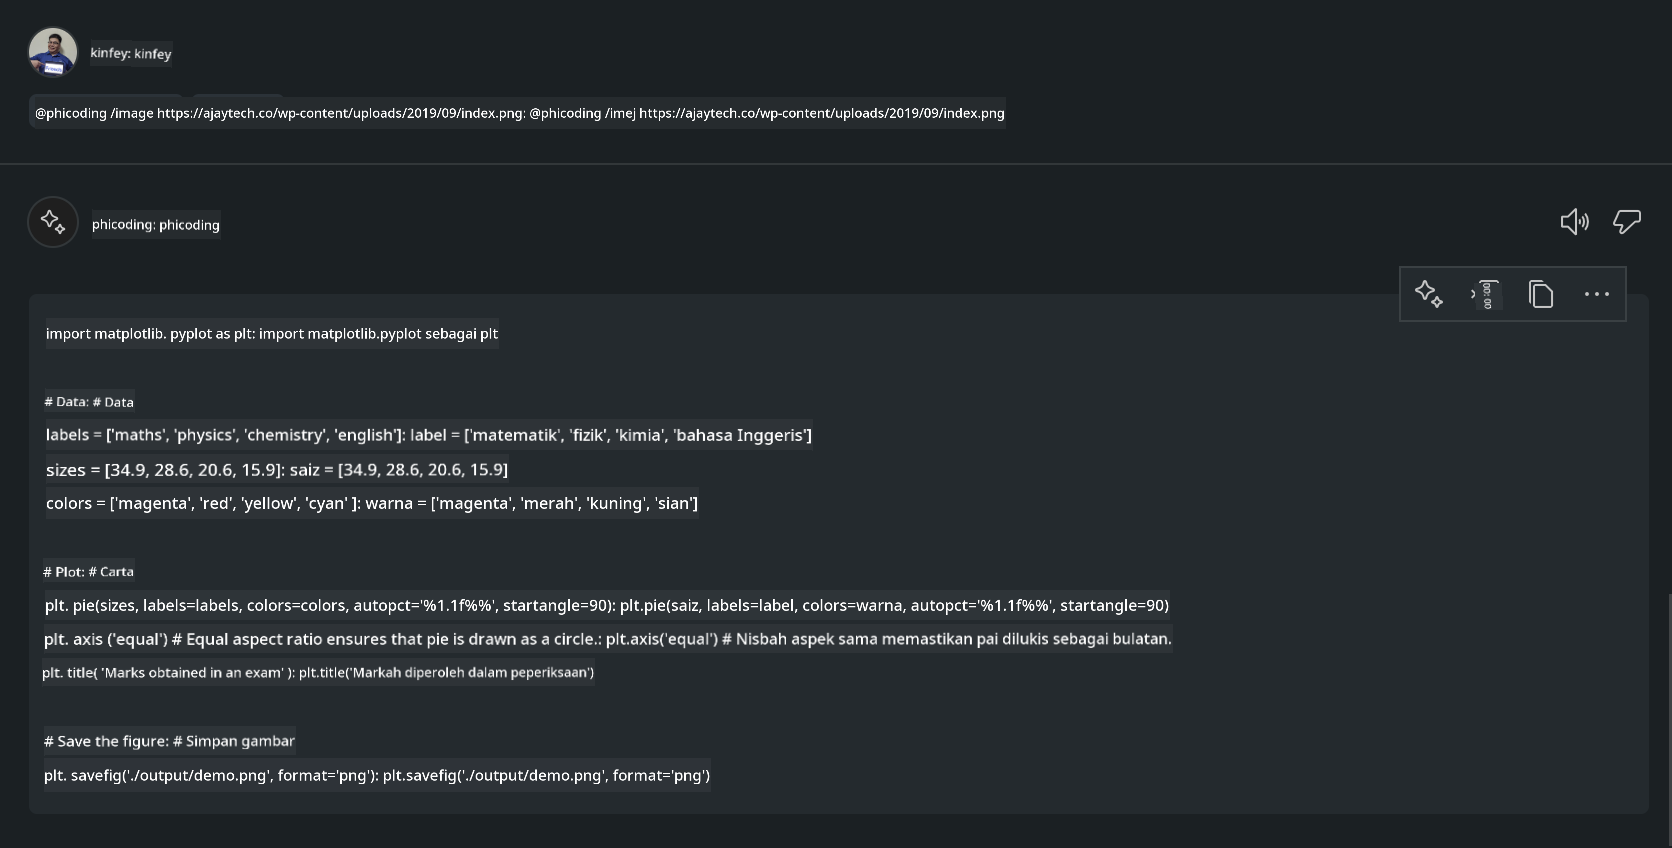 kinfey: kinfey
@phicoding /image https://ajaytech.co/wp-content/uploads/2019/09/index.png: @phicoding /imej https://ajaytech.co/wp-content/uploads/2019/09/index.png
phicoding: phicoding
00:00
import matplotlib. pyplot as plt: import matplotlib.pyplot sebagai plt
# Data: # Data
labels = ['maths', 'physics', 'chemistry', 'english']: label = ['matematik', 'fizik', 'kimia', 'bahasa Inggeris']
sizes = [34.9, 28.6, 20.6, 15.9]: saiz = [34.9, 28.6, 20.6, 15.9]
colors = ['magenta', 'red', 'yellow', 'cyan' ]: warna = ['magenta', 'merah', 'kuning', 'sian']
# Plot: # Carta
plt. pie(sizes, labels=labels, colors=colors, autopct='%1.1f%%', startangle=90): plt.pie(saiz, labels=label, colors=warna, autopct='%1.1f%%', startangle=90)
plt. axis ('equal') # Equal aspect ratio ensures that pie is drawn as a circle.: plt.axis('equal') # Nisbah aspek sama memastikan pai dilukis sebagai bulatan.
plt. title( 'Marks obtained in an exam' ): plt.title('Markah diperoleh dalam peperiksaan')
# Save the figure: # Simpan gambar
plt. savefig('./output/demo.png', format='png'): plt.savefig('./output/demo.png', format='png')